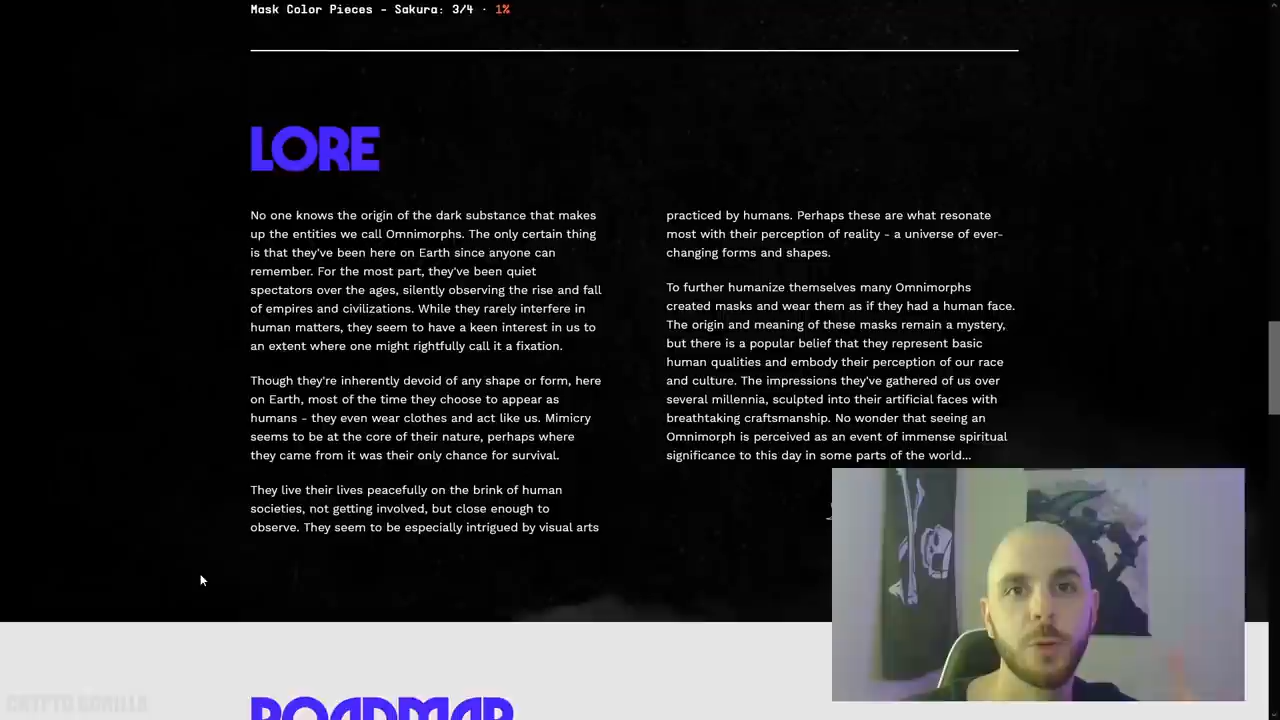 Mask Color Pieces - Sakura: 3/4 · 1%
LORE
No one knows the origin of the dark substance that makes
up the entities we call Omnimorphs. The only certain thing
is that they've been here on Earth since anyone can
remember. For the most part, they've been quiet
spectators over the ages, silently observing the rise and fall
of empires and civilizations. While they rarely interfere in
human matters, they seem to have a keen interest in us to
an extent where one might rightfully call it a fixation.
Though they're inherently devoid of any shape or form, here
on Earth, most of the time they choose to appear as
humans - they even wear clothes and act like us. Mimicry
seems to be at the core of their nature, perhaps where
they came from it was their only chance for survival.
They live their lives peacefully on the brink of human
societies, not getting involved, but close enough to
observe. They seem to be especially intrigued by visual arts
practiced by humans. Perhaps these are what resonate
most with their perception of reality - a universe of ever-
changing forms and shapes.
To further humanize themselves many Omnimorphs
created masks and wear them as if they had a human face.
The origin and meaning of these masks remain a mystery,
but there is a popular belief that they represent basic
human qualities and embody their perception of our race
and culture. The impressions they've gathered of us over
several millennia, sculpted into their artificial faces with
breathtaking craftsmanship. No wonder that seeing an
Omnimorph is perceived as an event of immense spiritual
significance to this day in some parts of the world...
ROADMAP
CRYPTO GORILLA